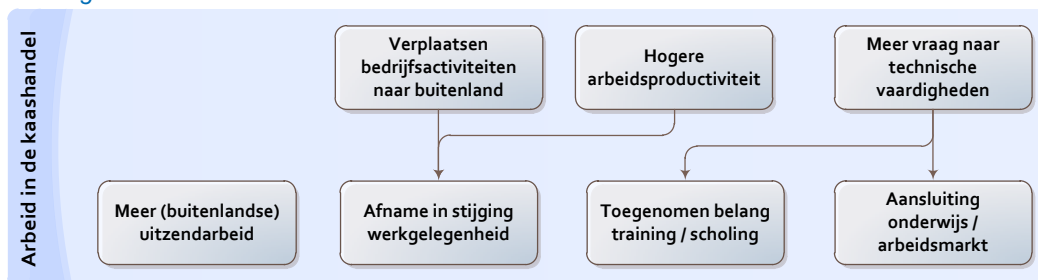 Arbeid in de kaashandel
Verplaatsen
bedrijfsactiviteiten
naar buitenland
Hogere
arbeidsproductiviteit
Meer vraag naar
technische
vaardigheden
Meer (buitenlandse)
uitzendarbeid
Afname in stijging
werkgelegenheid
Toegenomen belang
training / scholing
Aansluiting
onderwijs /
arbeidsmarkt